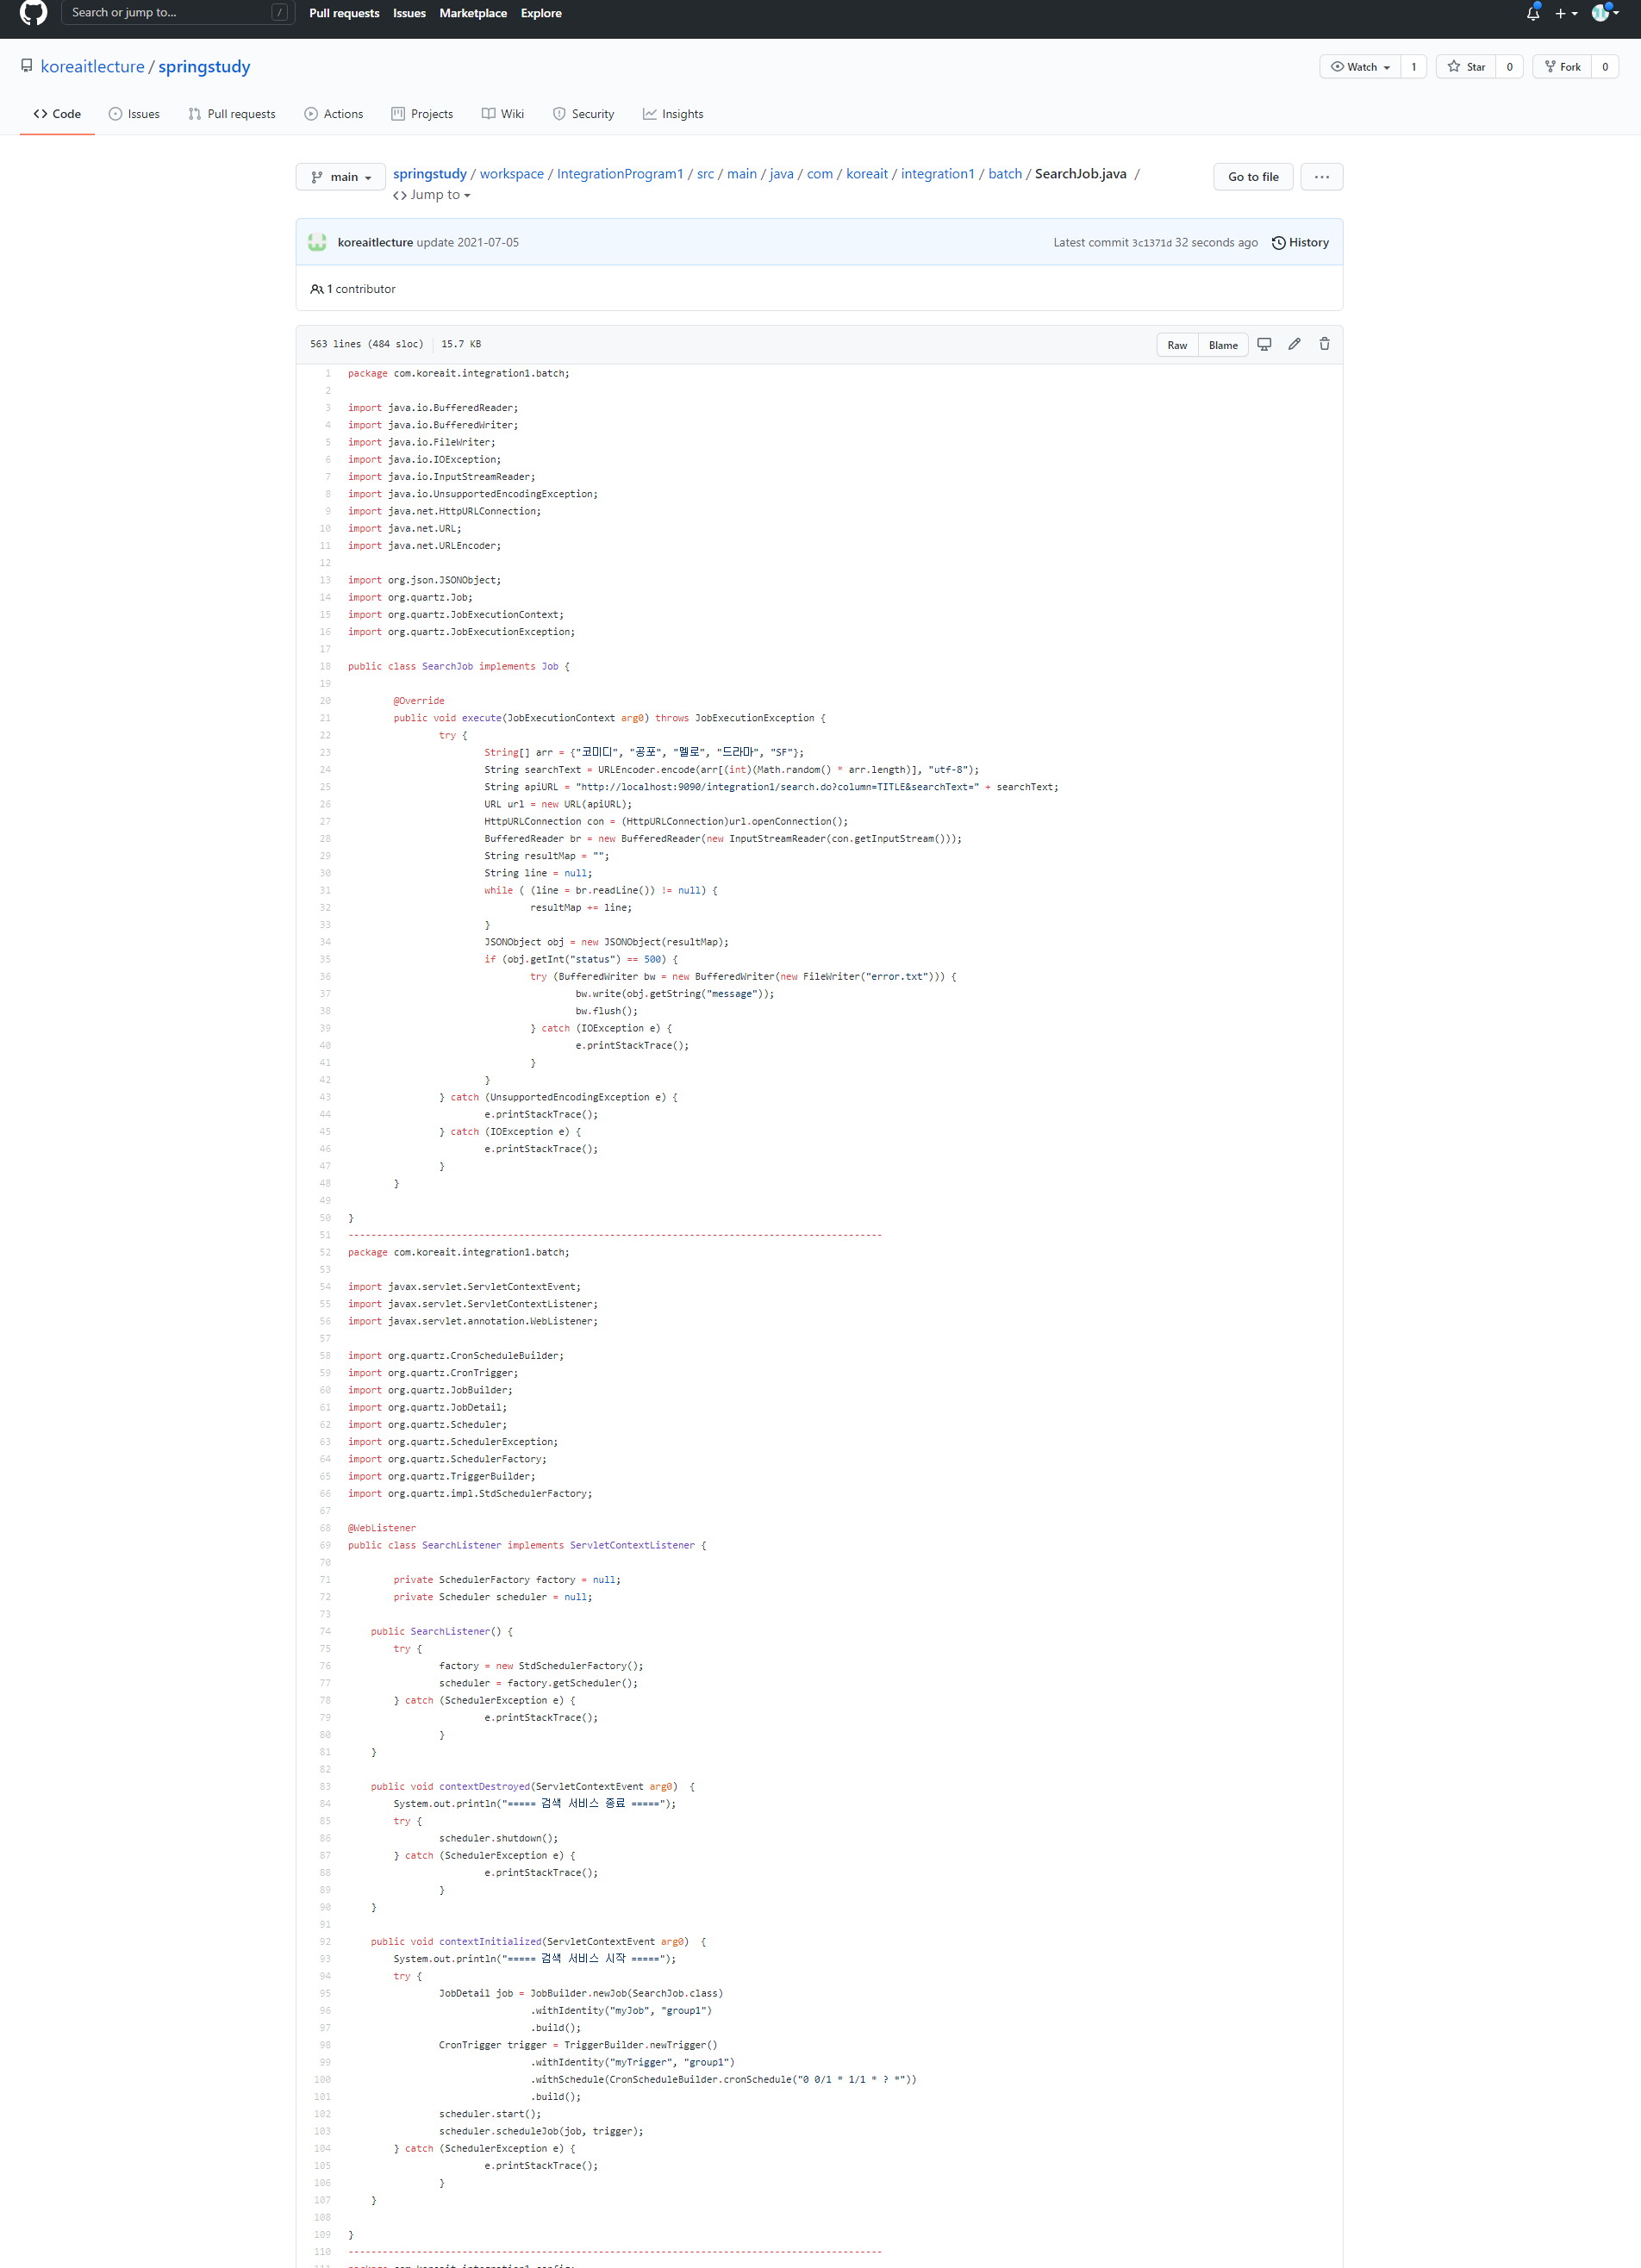 Search or jump to... /
Pull requests Issues Marketplace Explore
koreaitlecture / springstudy
Watch 1 Star 0 Fork 0
Code Issues Pull requests Actions Projects Wiki Security Insights
main springstudy / workspace / IntegrationProgram1 / src / main / java / com / koreait / integration1 / batch / SearchJob.java / Go to file ...
<> Jump to
koreaitlecture update 2021-07-05 Latest commit 3c1371d 32 seconds ago History
1 contributor
563 lines (484 sloc) 15.7 KB Raw Blame
1 package com.koreait.integration1.batch;
2
3 import java.io.BufferedReader;
4 import java.io.BufferedWriter;
5 import java.io.FileWriter;
6 import java.io.IOException;
7 import java.io.InputStreamReader;
8 import java.io.UnsupportedEncodingException;
9 import java.net.HttpURLConnection;
10 import java.net.URL;
11 import java.net.URLEncoder;
12
13 import org.json.JSONObject;
14 import org.quartz.Job;
15 import org.quartz.JobExecutionContext;
16 import org.quartz.JobExecutionException;
17
18 public class SearchJob implements Job {
19
20 @Override
21 public void execute(JobExecutionContext arg0) throws JobExecutionException {
22 try {
23 String[] arr = {"코미디", "공포", "멜로", "드라마", "SF"};
24 String searchText = URLEncoder.encode(arr[(int)(Math.random() * arr.length)], "utf-8");
25 String apiURL = "http://localhost:9090/integration1/search.do?column=TITLE&searchText=" + searchText;
26 URL url = new URL(apiURL);
27 HttpURLConnection con = (HttpURLConnection)url.openConnection();
28 BufferedReader br = new BufferedReader(new InputStreamReader(con.getInputStream()));
29 String resultMap = "";
30 String line = null;
31 while ( (line = br.readLine()) != null) {
32 resultMap += line;
33 }
34 JSONObject obj = new JSONObject(resultMap);
35 if (obj.getInt("status") == 500) {
36 try (BufferedWriter bw = new BufferedWriter(new FileWriter("error.txt"))) {
37 bw.write(obj.getString("message"));
38 bw.flush();
39 } catch (IOException e) {
40 e.printStackTrace();
41 }
42 }
43 } catch (UnsupportedEncodingException e) {
44 e.printStackTrace();
45 } catch (IOException e) {
46 e.printStackTrace();
47 }
48 }
49
50 }
51 ----------------------------------------------------------------------------------------------
52 package com.koreait.integration1.batch;
53
54 import javax.servlet.ServletContextEvent;
55 import javax.servlet.ServletContextListener;
56 import javax.servlet.annotation.WebListener;
57
58 import org.quartz.CronScheduleBuilder;
59 import org.quartz.CronTrigger;
60 import org.quartz.JobBuilder;
61 import org.quartz.JobDetail;
62 import org.quartz.Scheduler;
63 import org.quartz.SchedulerException;
64 import org.quartz.SchedulerFactory;
65 import org.quartz.TriggerBuilder;
66 import org.quartz.impl.StdSchedulerFactory;
67
68 @WebListener
69 public class SearchListener implements ServletContextListener {
70
71 private SchedulerFactory factory = null;
72 private Scheduler scheduler = null;
73
74 public SearchListener() {
75 try {
76 factory = new StdSchedulerFactory();
77 scheduler = factory.getScheduler();
78 } catch (SchedulerException e) {
79 e.printStackTrace();
80 }
81 }
82
83 public void contextDestroyed(ServletContextEvent arg0) {
84 System.out.println("===== 검색 서비스 종료 =====");
85 try {
86 scheduler.shutdown();
87 } catch (SchedulerException e) {
88 e.printStackTrace();
89 }
90 }
91
92 public void contextInitialized(ServletContextEvent arg0) {
93 System.out.println("===== 검색 서비스 시작 =====");
94 try {
95 JobDetail job = JobBuilder.newJob(SearchJob.class)
96 .withIdentity("myJob", "group1")
97 .build();
98 CronTrigger trigger = TriggerBuilder.newTrigger()
99 .withIdentity("myTrigger", "group1")
100 .withSchedule(CronScheduleBuilder.cronSchedule("0 0/1 * 1/1 * ? *"))
101 .build();
102 scheduler.start();
103 scheduler.scheduleJob(job, trigger);
104 } catch (SchedulerException e) {
105 e.printStackTrace();
106 }
107 }
108
109 }
110 ----------------------------------------------------------------------------------------------